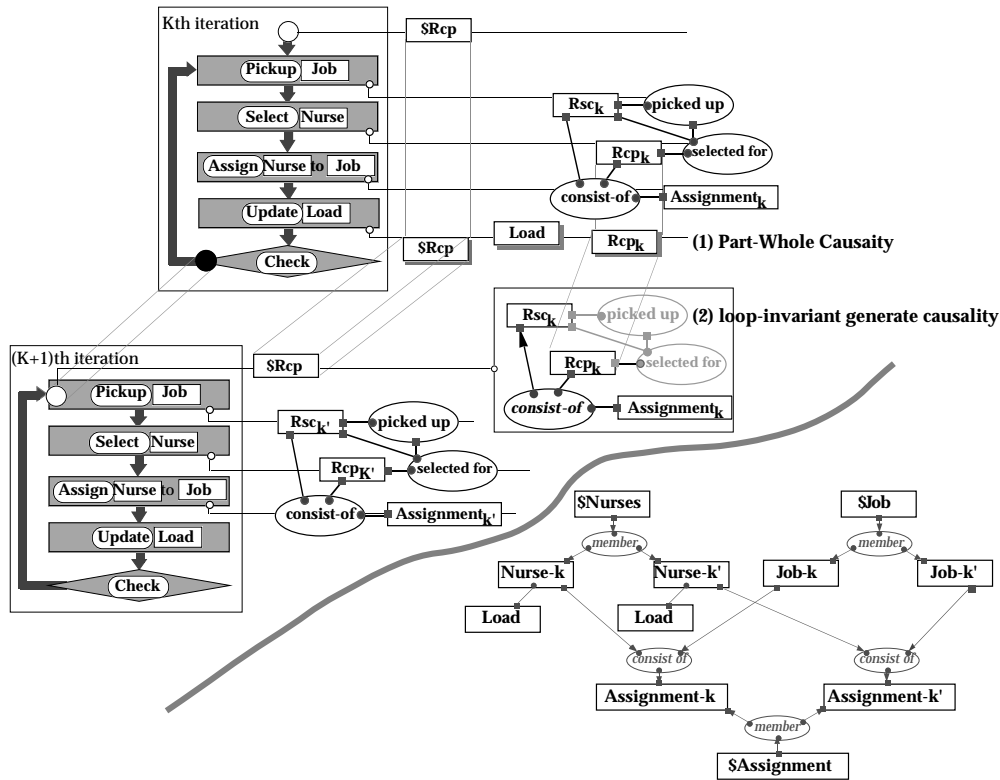 Kth iteration
$Rcp
Pickup Job
Rsck
picked up
Select Nurse
Rcpk
selected for
Assign Nurse to Job
consist-of
Assignmentk
Update Load
Load
Rcpk
(1) Part-Whole Causaity
$Rcp
Check
Rsck
picked up
(2) loop-invariant generate causality
(K+1)th iteration
$Rcp
Rcpk
selected for
Pickup Job
consist-of
Assignmentk
Rsck'
picked up
Select Nurse
RcpK'
selected for
Assign Nurse to Job
consist-of
Assignmentk'
Update Load
Check
$Nurses
$Job
member
member
Nurse-k
Nurse-k'
Job-k
Job-k'
Load
Load
consist of
consist of
Assignment-k
Assignment-k'
member
$Assignment